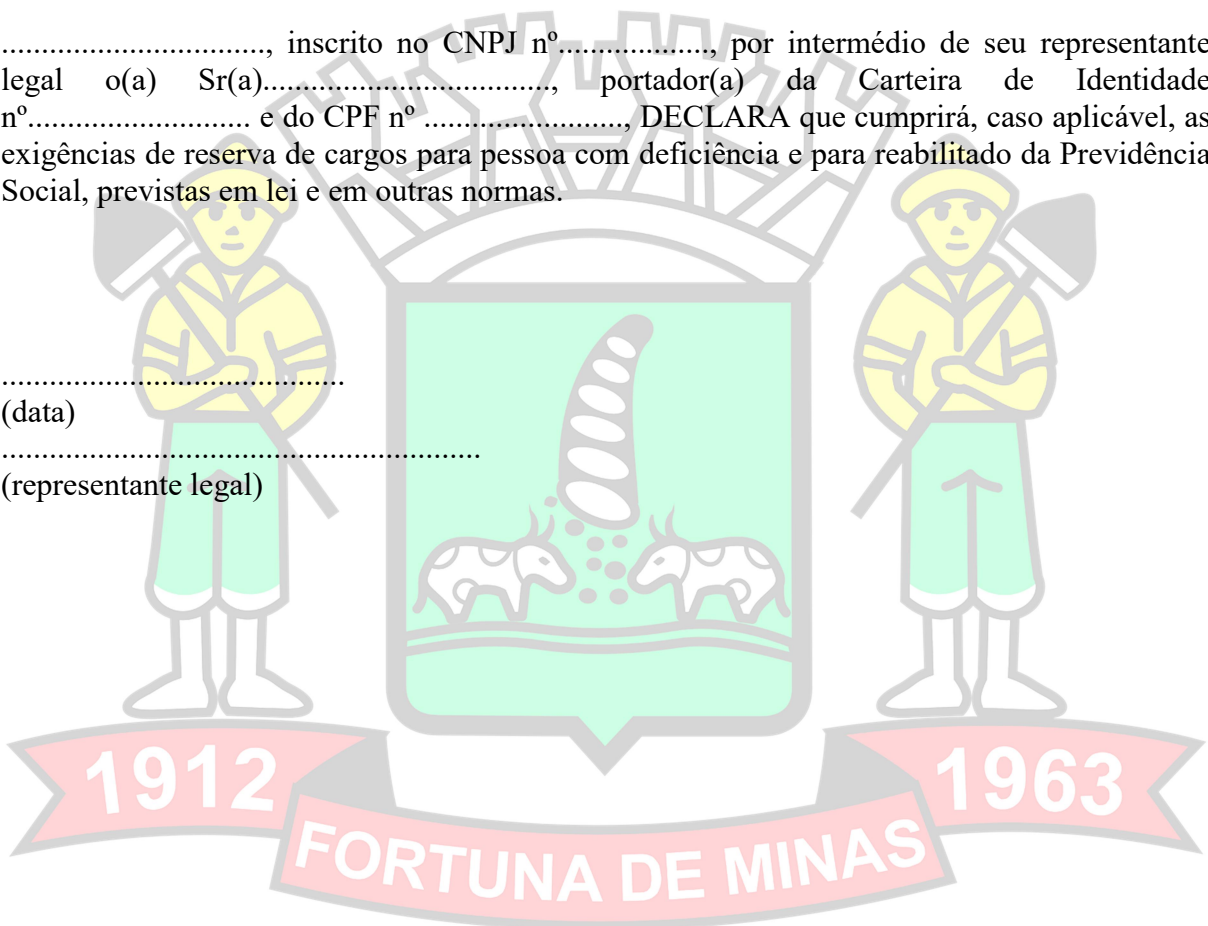 ................................., inscrito no CNPJ nº..................., por intermédio de seu representante
legal o(a) Sr(a)...................................., portador(a) da Carteira de Identidade
nº............................ e do CPF nº ........................., DECLARA que cumprirá, caso aplicável, as
exigências de reserva de cargos para pessoa com deficiência e para reabilitado da Previdência
Social, previstas em lei e em outras normas.
...........................................
(data)
............................................................
(representante legal)
1912
1963
FORTUNA DE MINAS